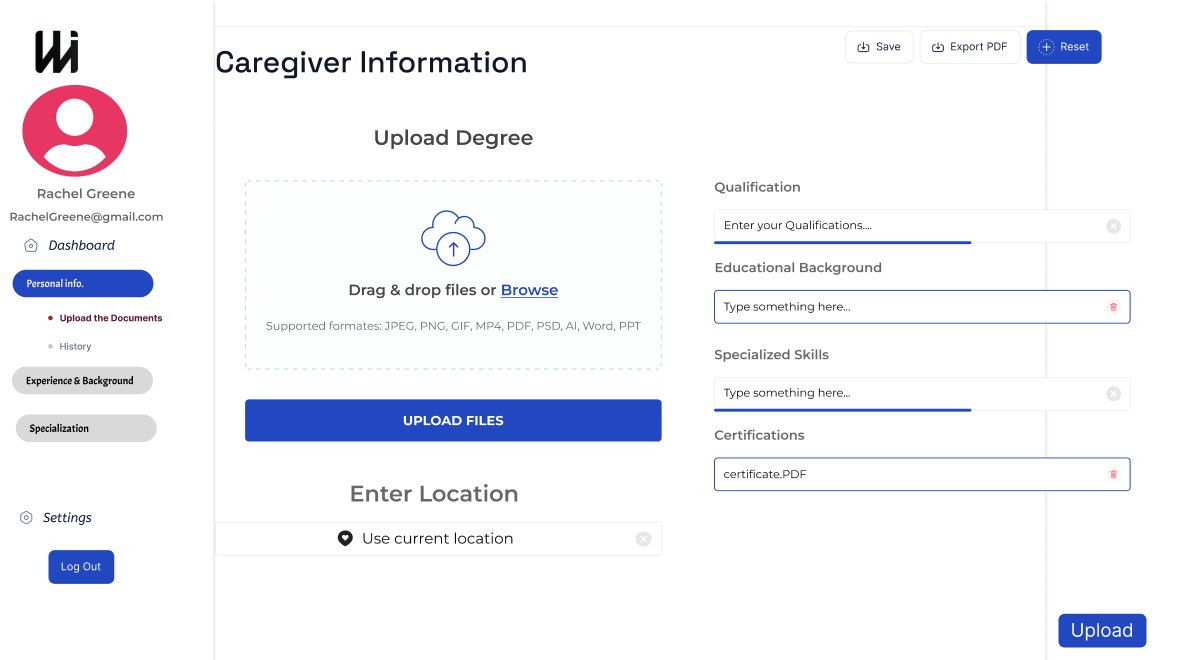 Rachel Greene
RachelGreene@gmail.com
Dashboard
Personal info.
Upload the Documents
History
Experience & Background
Specialization
Settings
Log Out
Caregiver Information
Save
Export PDF
Reset
Upload Degree
Drag & drop files or Browse
Supported formates: JPEG, PNG, GIF, MP4, PDF, PSD, AI, Word, PPT
UPLOAD FILES
Enter Location
Use current location
Qualification
Enter your Qualifications....
Educational Background
Type something here...
Specialized Skills
Type something here...
Certifications
certificate.PDF
Upload